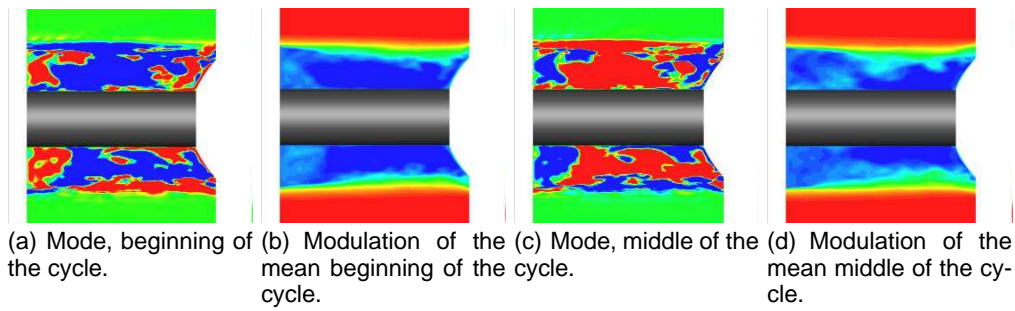 (a) Mode, beginning of
the cycle.
(b) Modulation of the
mean beginning of the
cycle.
(c) Mode, middle of the
cycle.
(d) Modulation of the
mean middle of the cy-
cle.